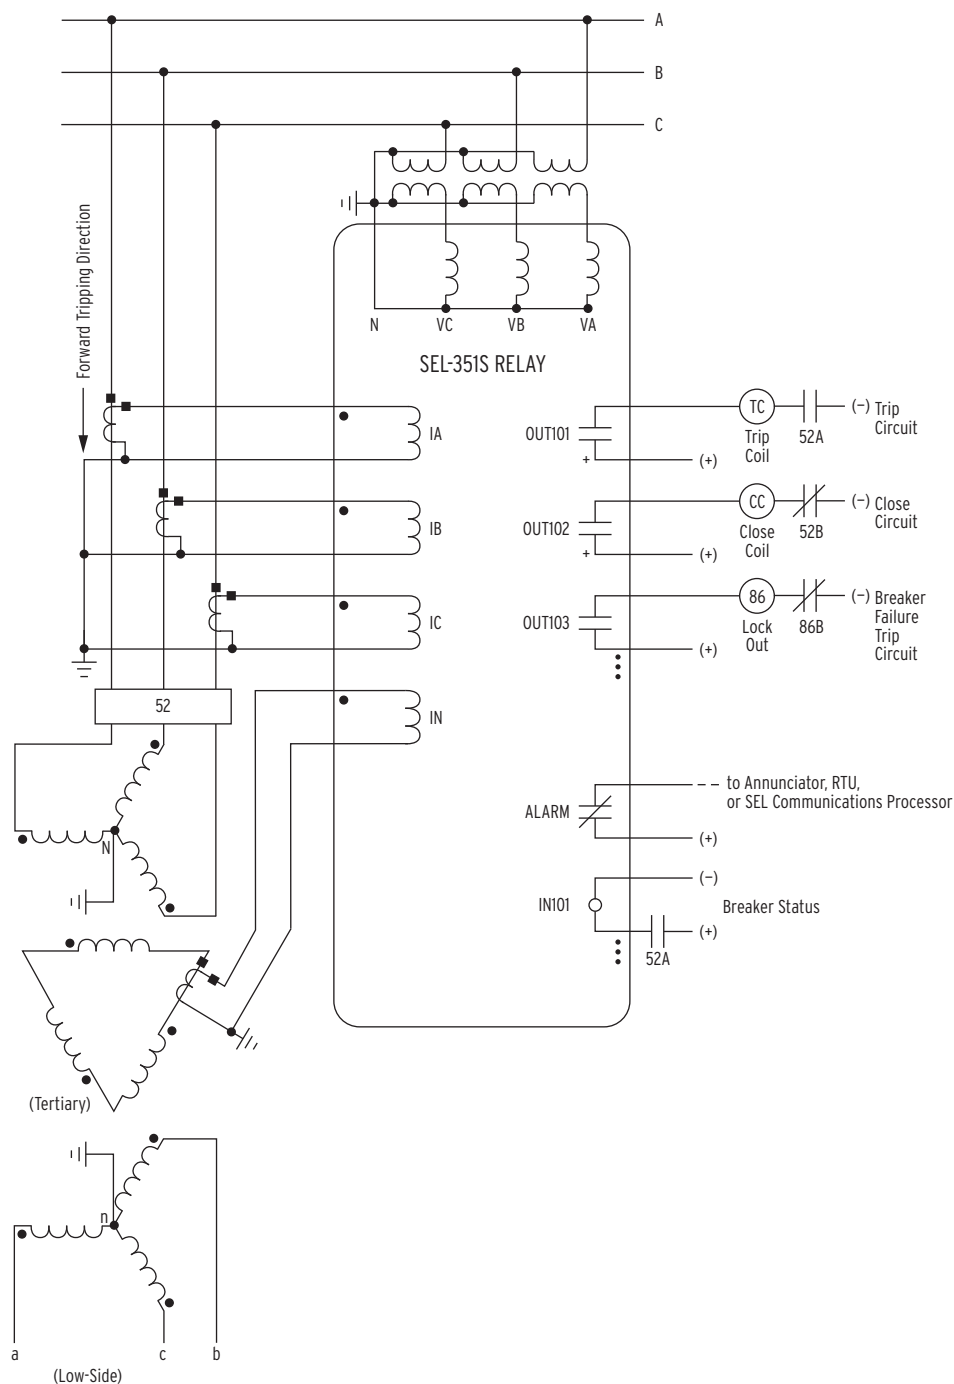 A
B
C
Forward Tripping Direction
N
VC
VB
VA
SEL-351S RELAY
IA
OUT101
+
TC
Trip
Coil
52A
(–) Trip
Circuit
(+)
IB
OUT102
+
CC
Close
Coil
52B
(–) Close
Circuit
(+)
IC
OUT103
86
Lock
Out
86B
(–) Breaker
Failure
Trip
Circuit
(+)
52
IN
ALARM
to Annunciator, RTU,
or SEL Communications Processor
(+)
N
IN101
(–)
Breaker Status
(+)
52A
(Tertiary)
n
a
c
b
(Low-Side)